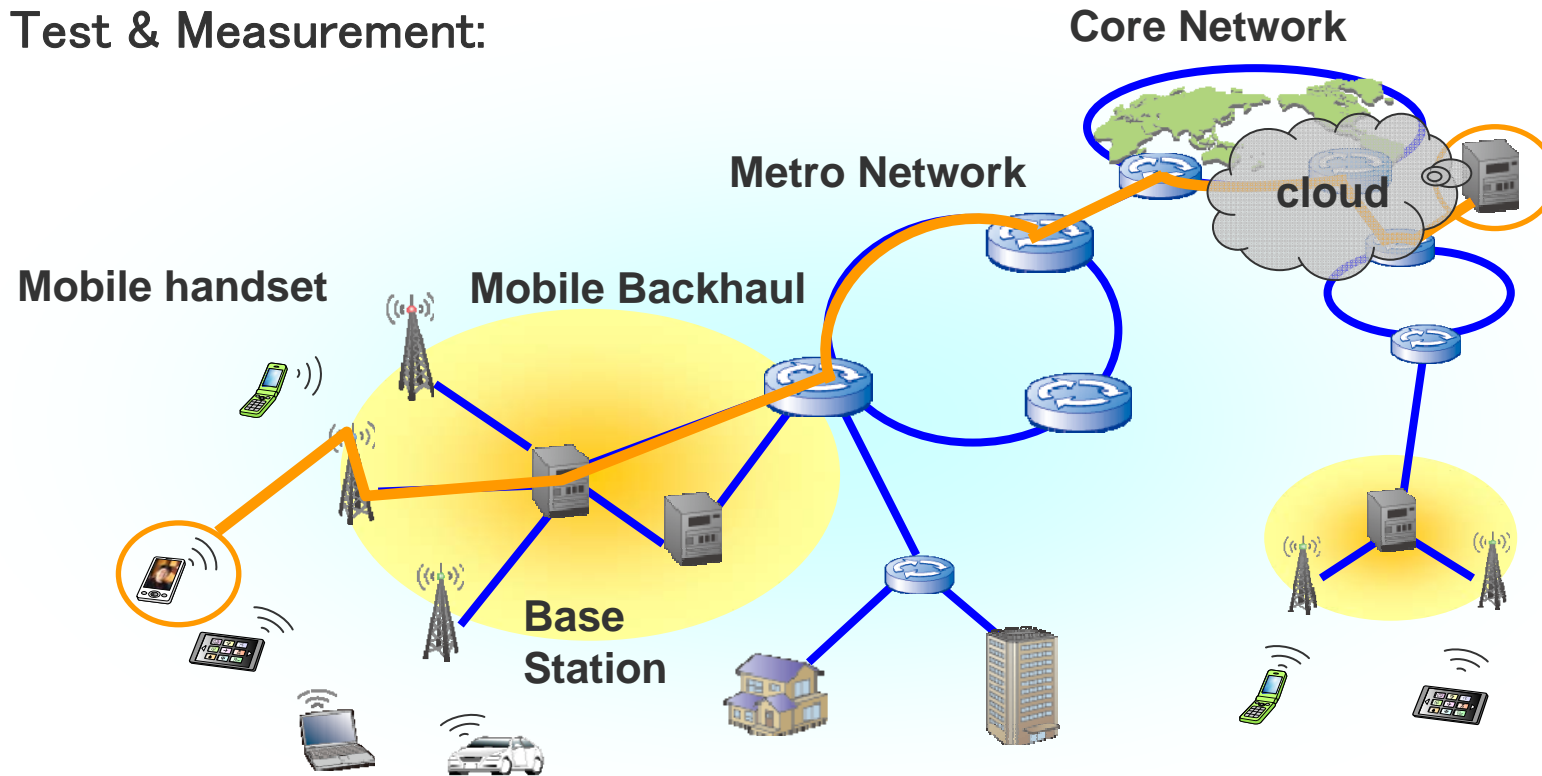 Test & Measurement:
Core Network
Metro Network
cloud
Mobile handset
Mobile Backhaul
Base
Station